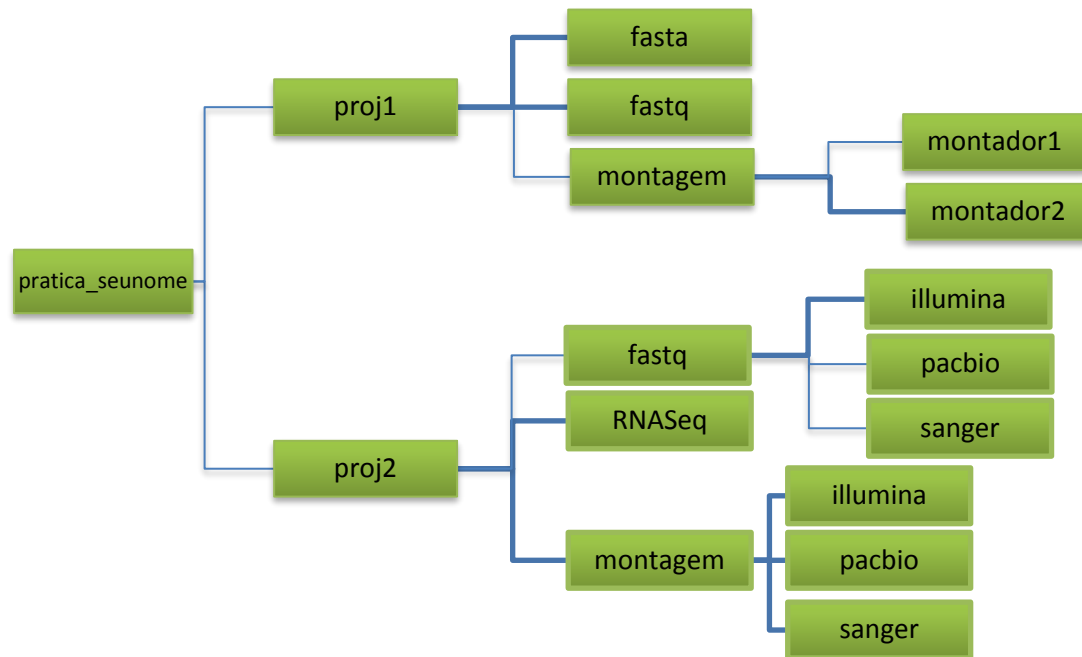 pratica_seunome
proj1
fasta
fastq
montagem
montador1
montador2
proj2
fastq
illumina
pacbio
sanger
RNASeq
montagem
illumina
pacbio
sanger